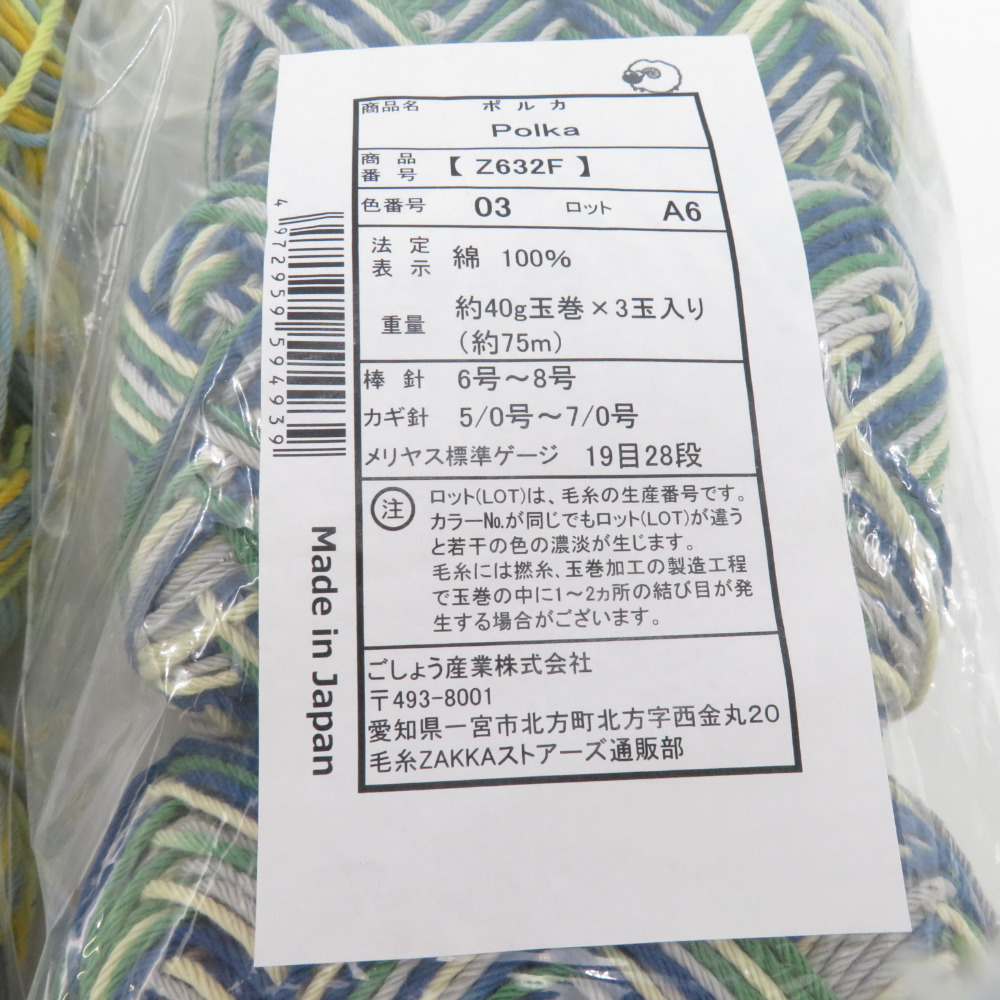 商品名 ポルカ
Polka
商品番号 【 Z632F 】
色番号 03 ロット A6
法定表示 綿 100%
重量 約40g玉巻×3玉入り
(約75m)
棒針 6号～8号
カギ針 5/0号～7/0号
メリヤス標準ゲージ 19目28段
注 ロット(LOT)は、毛糸の生産番号です。
カラーNo.が同じでもロット(LOT)が違う
と若干の色の濃淡が生じます。
毛糸には撚糸、玉巻加工の製造工程
で玉巻の中に1～2ヵ所の結び目が発
生する場合がございます。
ごしょう産業株式会社
〒493-8001
愛知県一宮市北方町北方字西金丸20
毛糸ZAKKAストアーズ通販部
4972959594939
Made in Japan